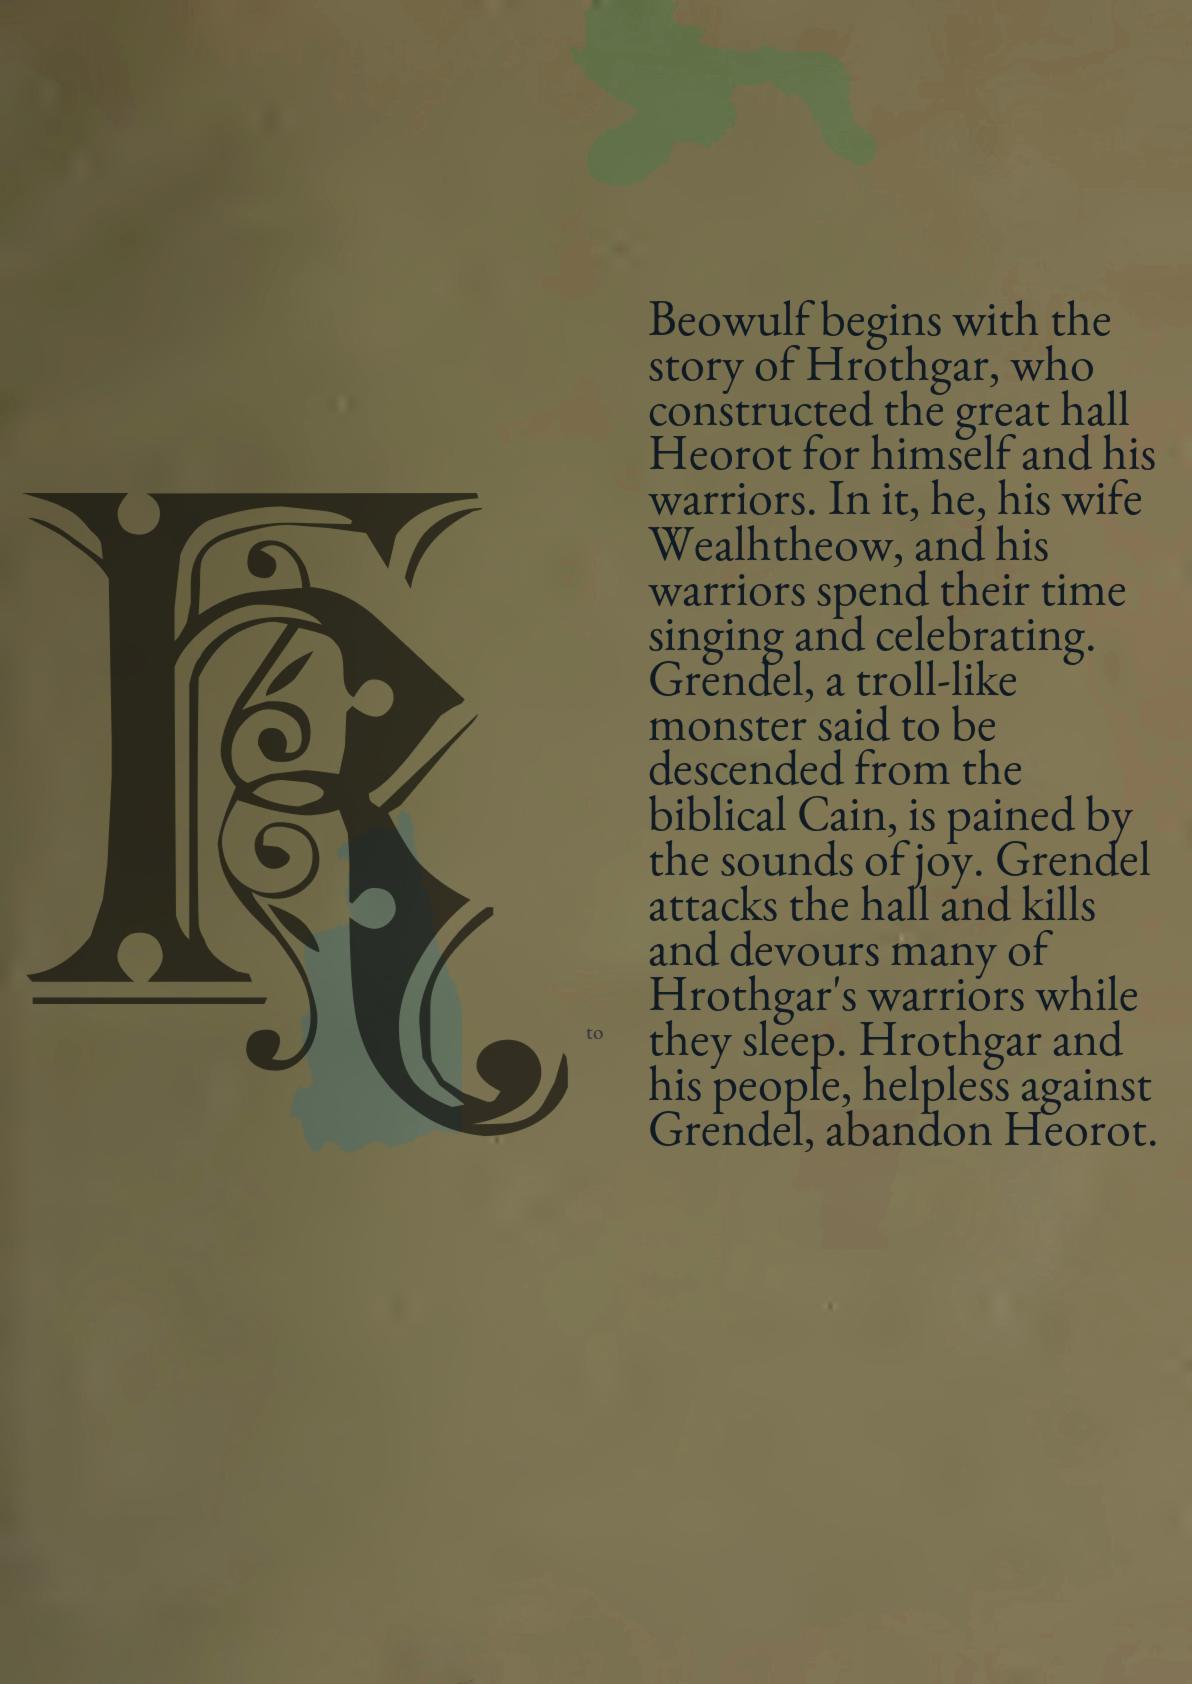 R
to
Beowulf begins with the
story of Hrothgar, who
constructed the great hall
Heorot for himself and his
warriors. In it, he, his wife
Wealhtheow, and his
warriors spend their time
singing and celebrating.
Grendel, a troll-like
monster said to be
descended from the
biblical Cain, is pained by
the sounds of joy. Grendel
attacks the hall and kills
and devours many of
Hrothgar's warriors while
they sleep. Hrothgar and
his people, helpless against
Grendel, abandon Heorot.